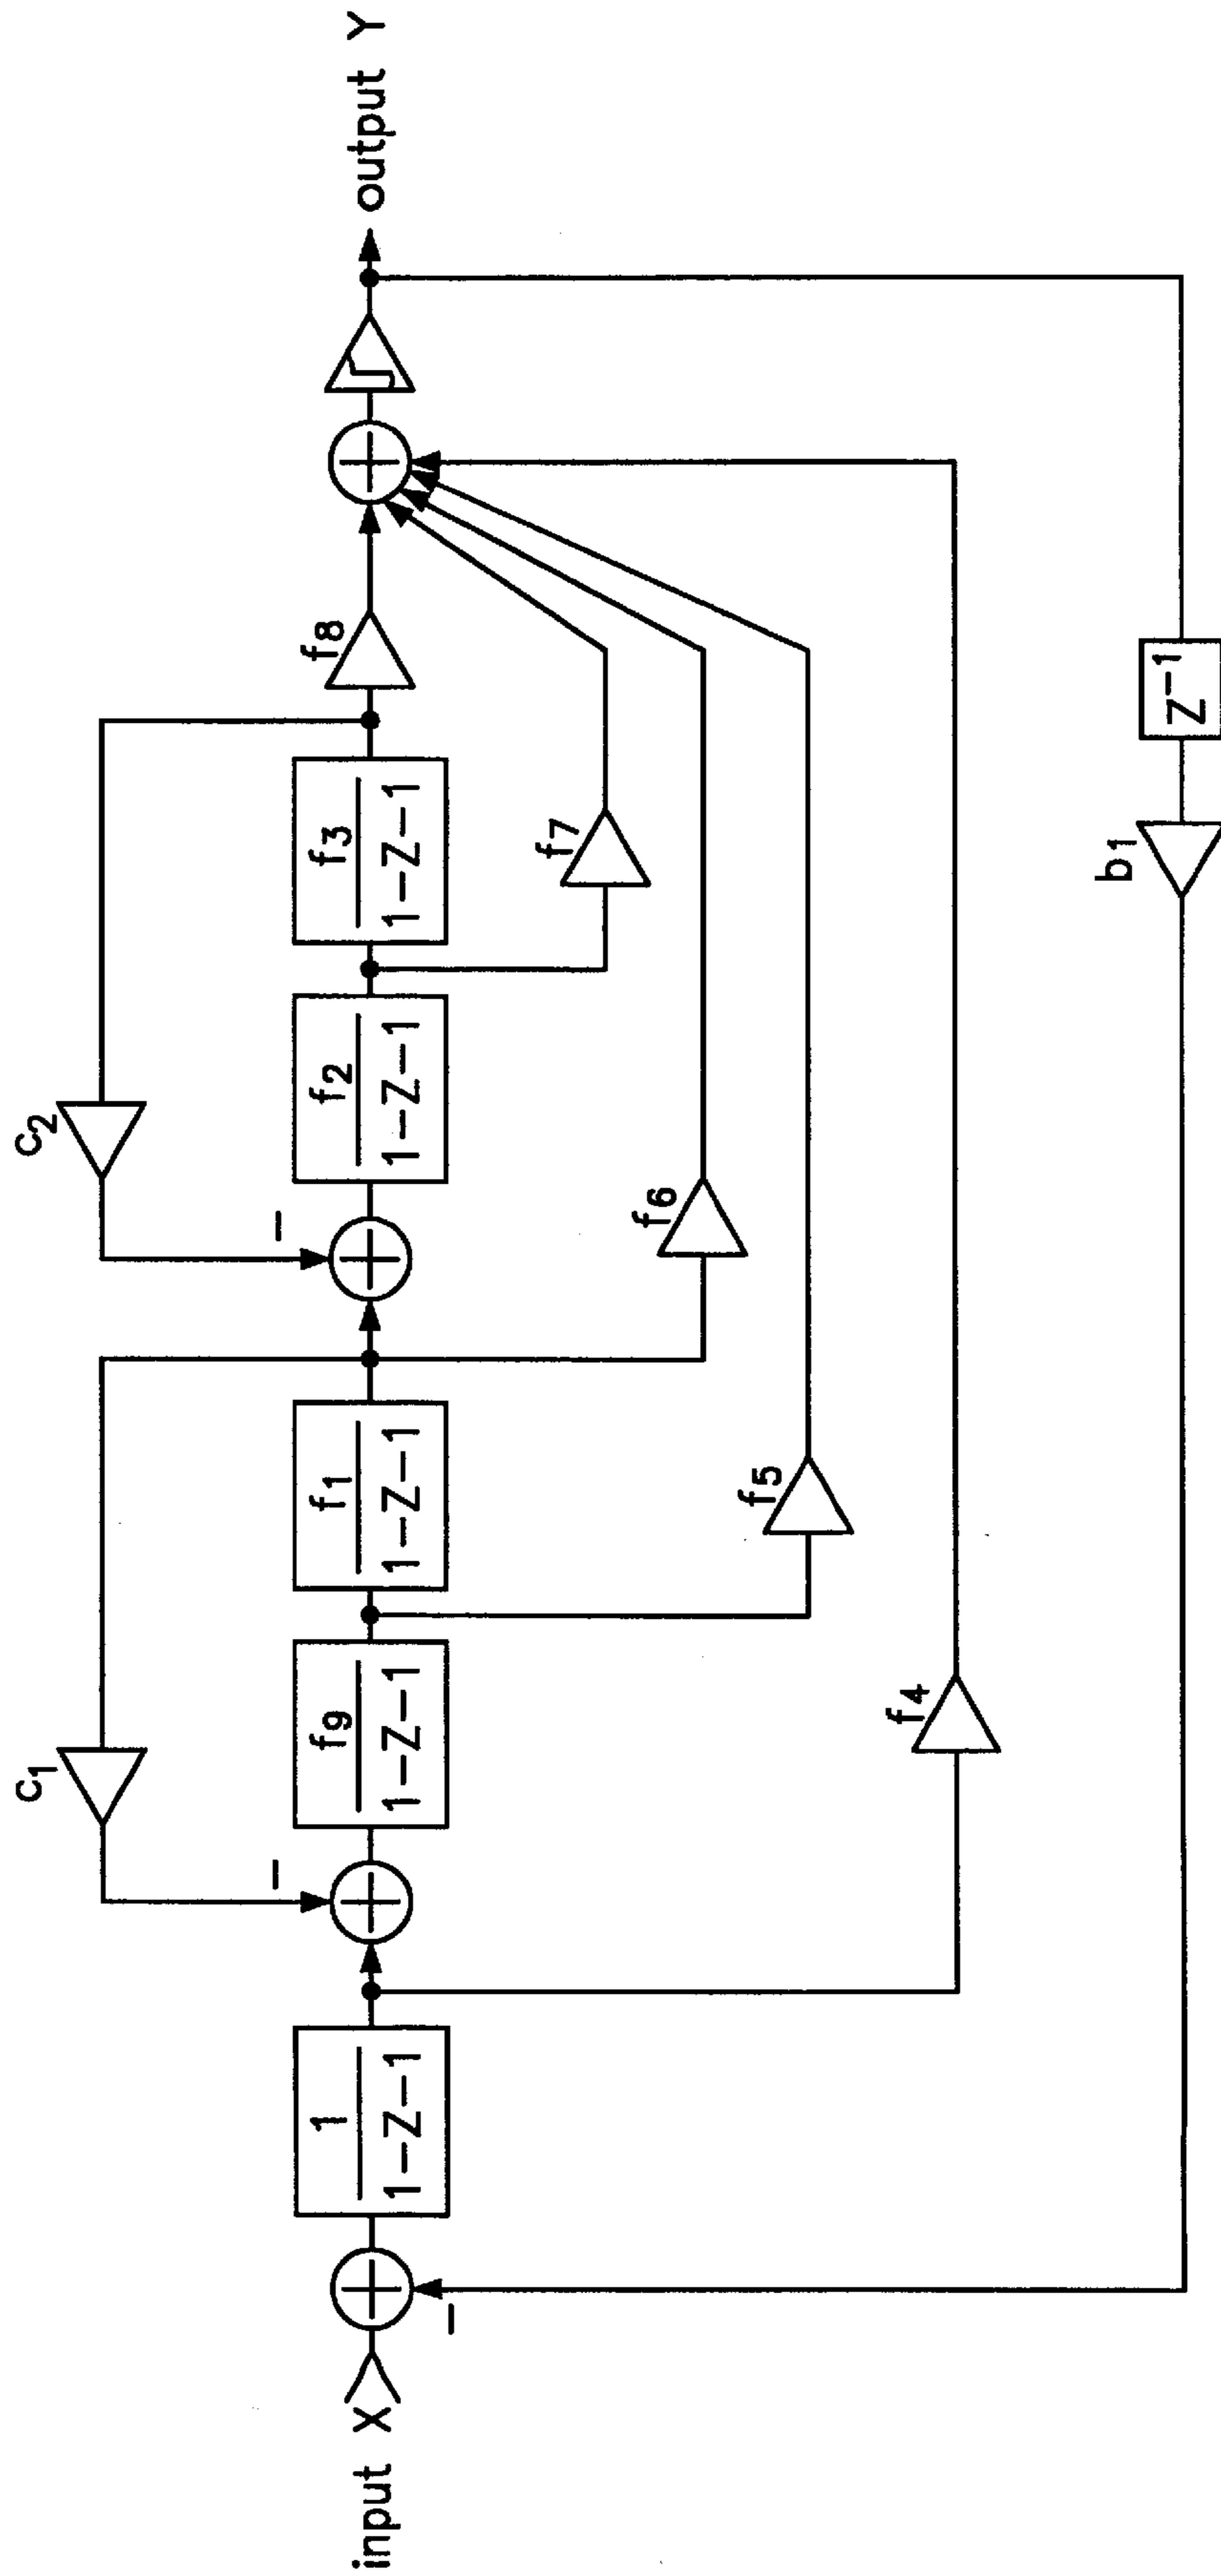 c1
c2
input X
1
1-Z-1
f9
1-Z-1
f1
1-Z-1
f2
1-Z-1
f3
1-Z-1
f8
output Y
f7
f6
f5
f4
b1
Z-1